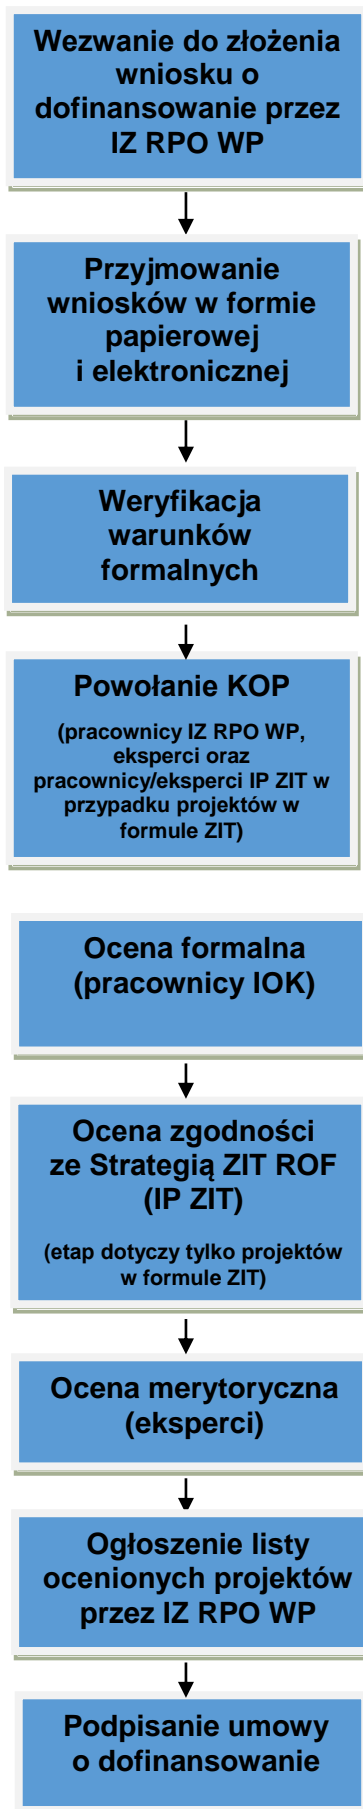 Wezwanie do złożenia
wniosku o
dofinansowanie przez
IZ RPO WP
Przyjmowanie
wniosków w formie
papierowej
i elektronicznej
Weryfikacja
warunków
formalnych
Powołanie KOP
(pracownicy IZ RPO WP,
eksperci oraz
pracownicy/eksperci IP ZIT w
przypadku projektów w
formule ZIT)
Ocena formalna
(pracownicy IOK)
Ocena zgodności
ze Strategią ZIT ROF
(IP ZIT)
(etap dotyczy tylko projektów
w formule ZIT)
Ocena merytoryczna
(eksperci)
Ogłoszenie listy
ocenionych projektów
przez IZ RPO WP
Podpisanie umowy
o dofinansowanie